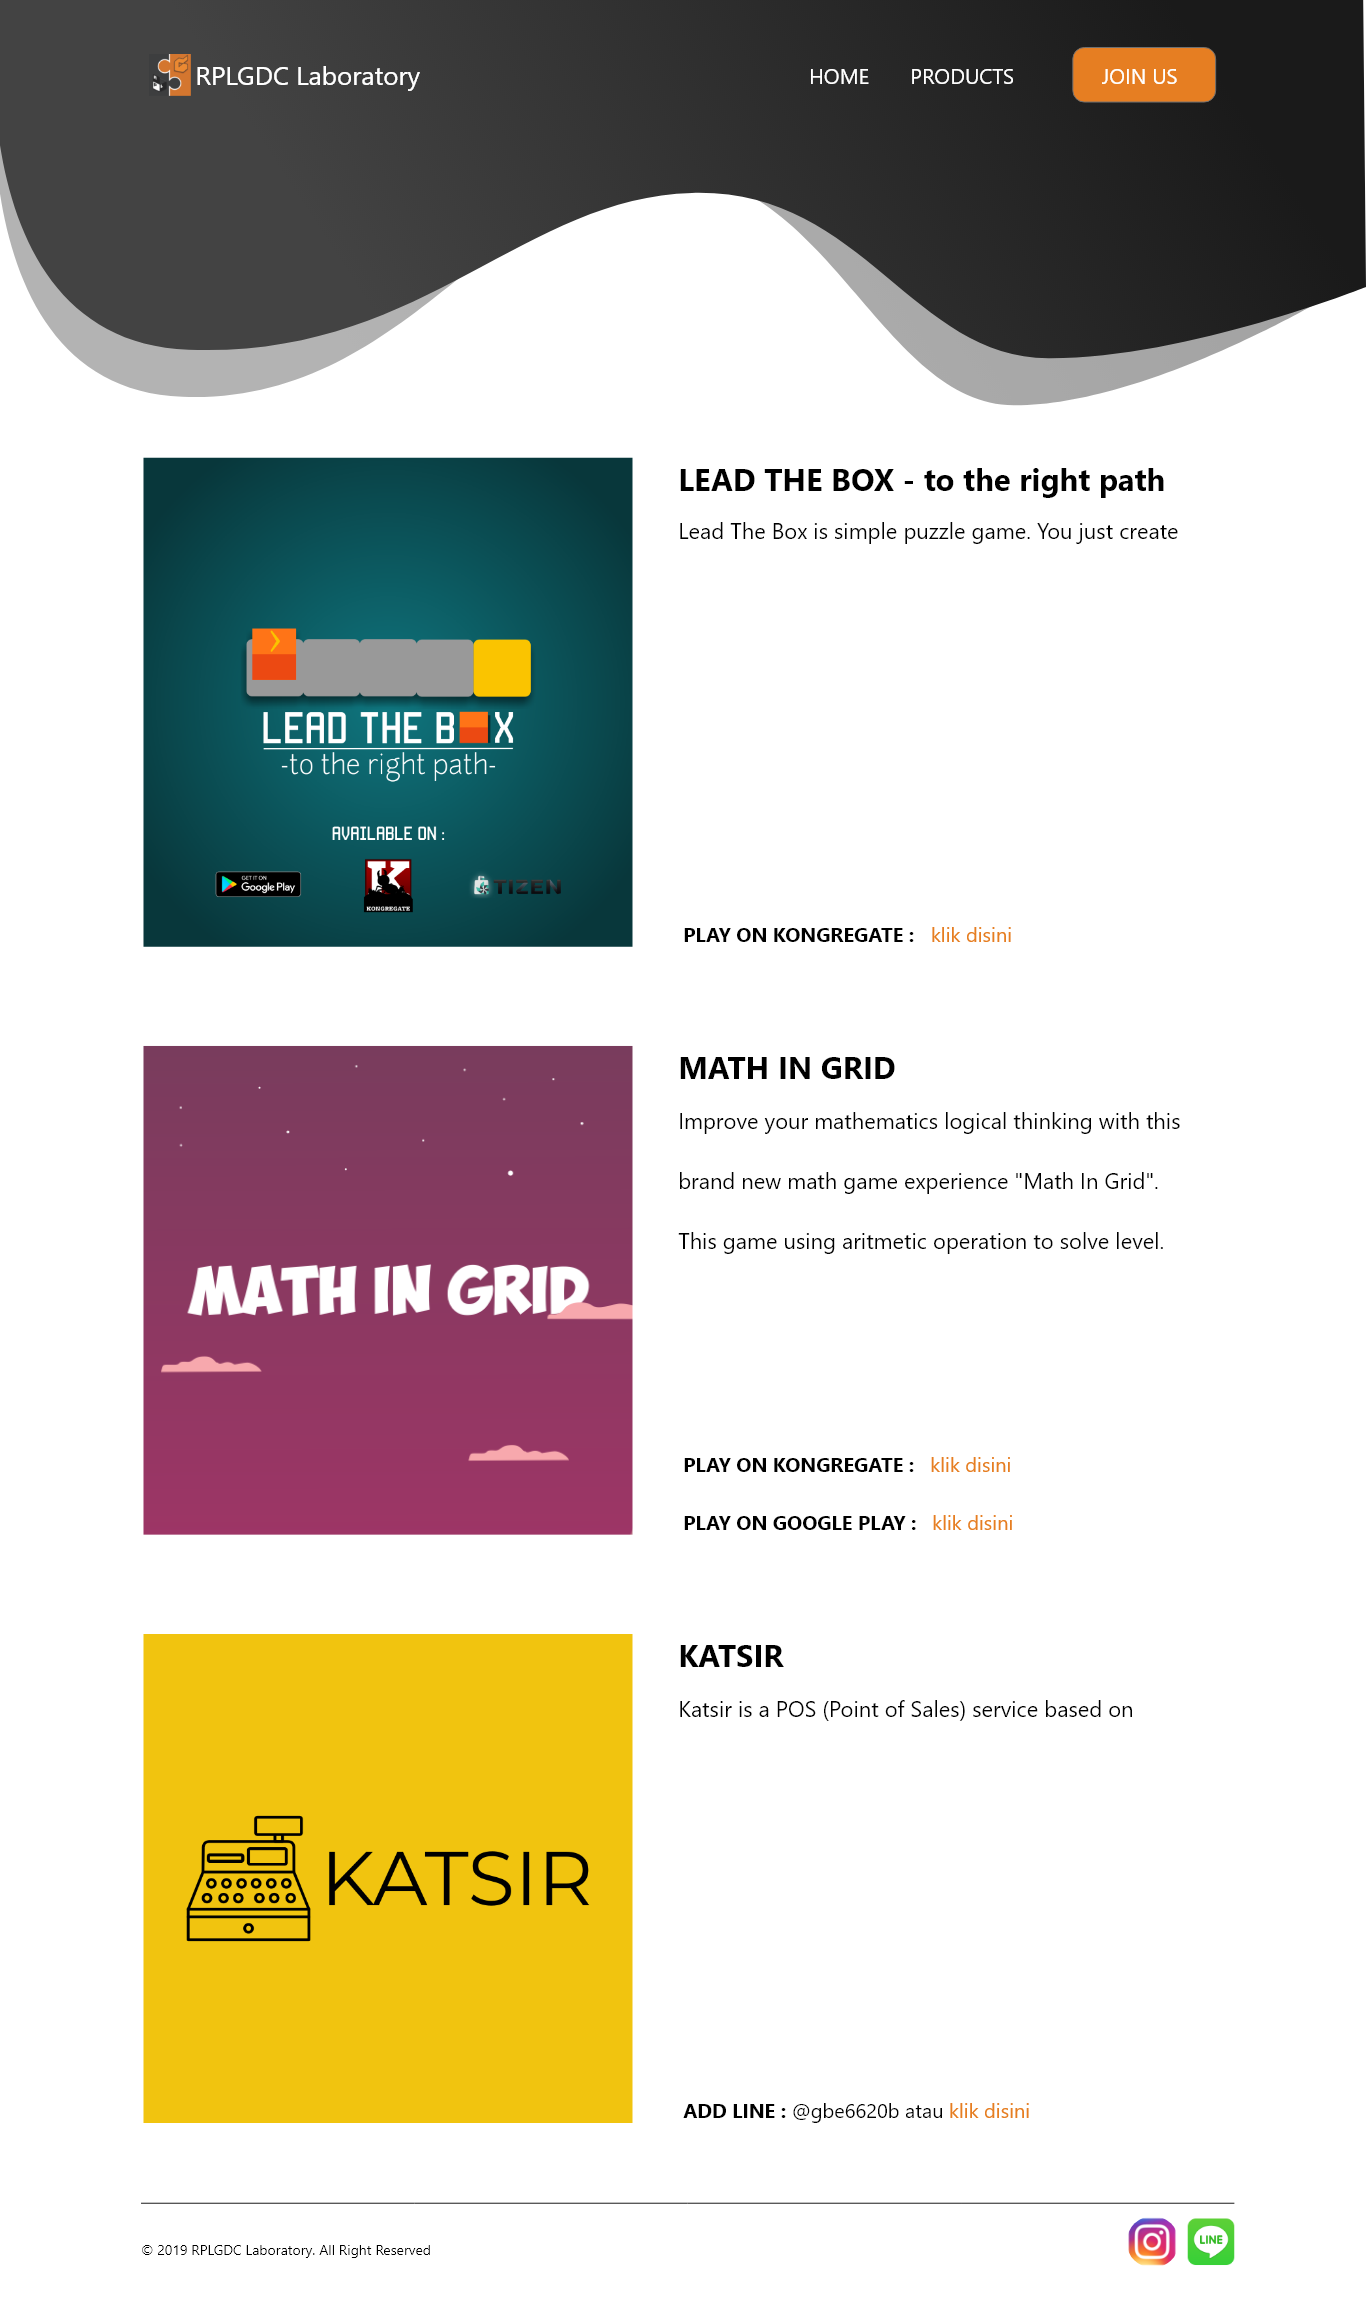 RPLGDC Laboratory
HOME
PRODUCTS
JOIN US
LEAD THE BOX
-to the right path-
AVAILABLE ON :
GET IT ON
Google Play
K
KONGREGATE
TIZEN
LEAD THE BOX - to the right path
Lead The Box is simple puzzle game. You just create
PLAY ON KONGREGATE : klik disini
MATH IN GRID
MATH IN GRID
Improve your mathematics logical thinking with this
brand new math game experience "Math In Grid".
This game using aritmetic operation to solve level.
PLAY ON KONGREGATE : klik disini
PLAY ON GOOGLE PLAY : klik disini
KATSIR
KATSIR
Katsir is a POS (Point of Sales) service based on
ADD LINE : @gbe6620b atau klik disini
© 2019 RPLGDC Laboratory. All Right Reserved
LINE